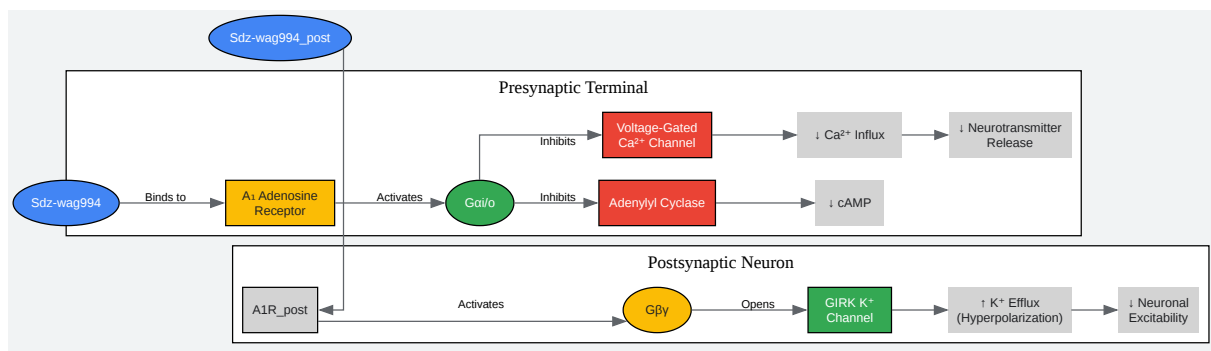 Sdz-wag994_post
Presynaptic Terminal
Voltage-Gated
Ca²⁺ Channel
Inhibits
↓ Ca²⁺ Influx
↓ Neurotransmitter
Release
Sdz-wag994
Binds to
A₁ Adenosine
Receptor
Activates
Gαi/o
Inhibits
Adenylyl Cyclase
↓ cAMP
Postsynaptic Neuron
A1R_post
Activates
Gβγ
Opens
GIRK K⁺
Channel
↑ K⁺ Efflux
(Hyperpolarization)
↓ Neuronal
Excitability